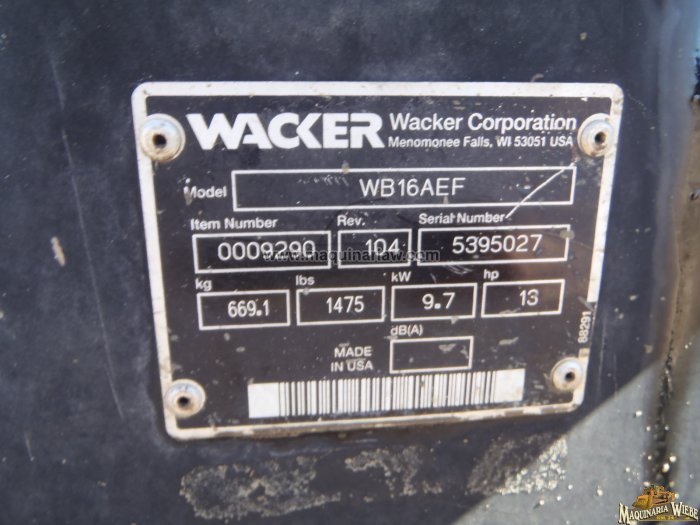 WACKER Wacker Corporation
Menomonee Falls, WI 53051 USA
Model WB16AEF
Item Number Rev. Serial Number
0009290 104 5395027
www.maquinariaw.com
kg lbs kW hp
669.1 1475 9.7 13
dB(A)
MADE
IN USA
88291
MAQUINARIA WIEBE